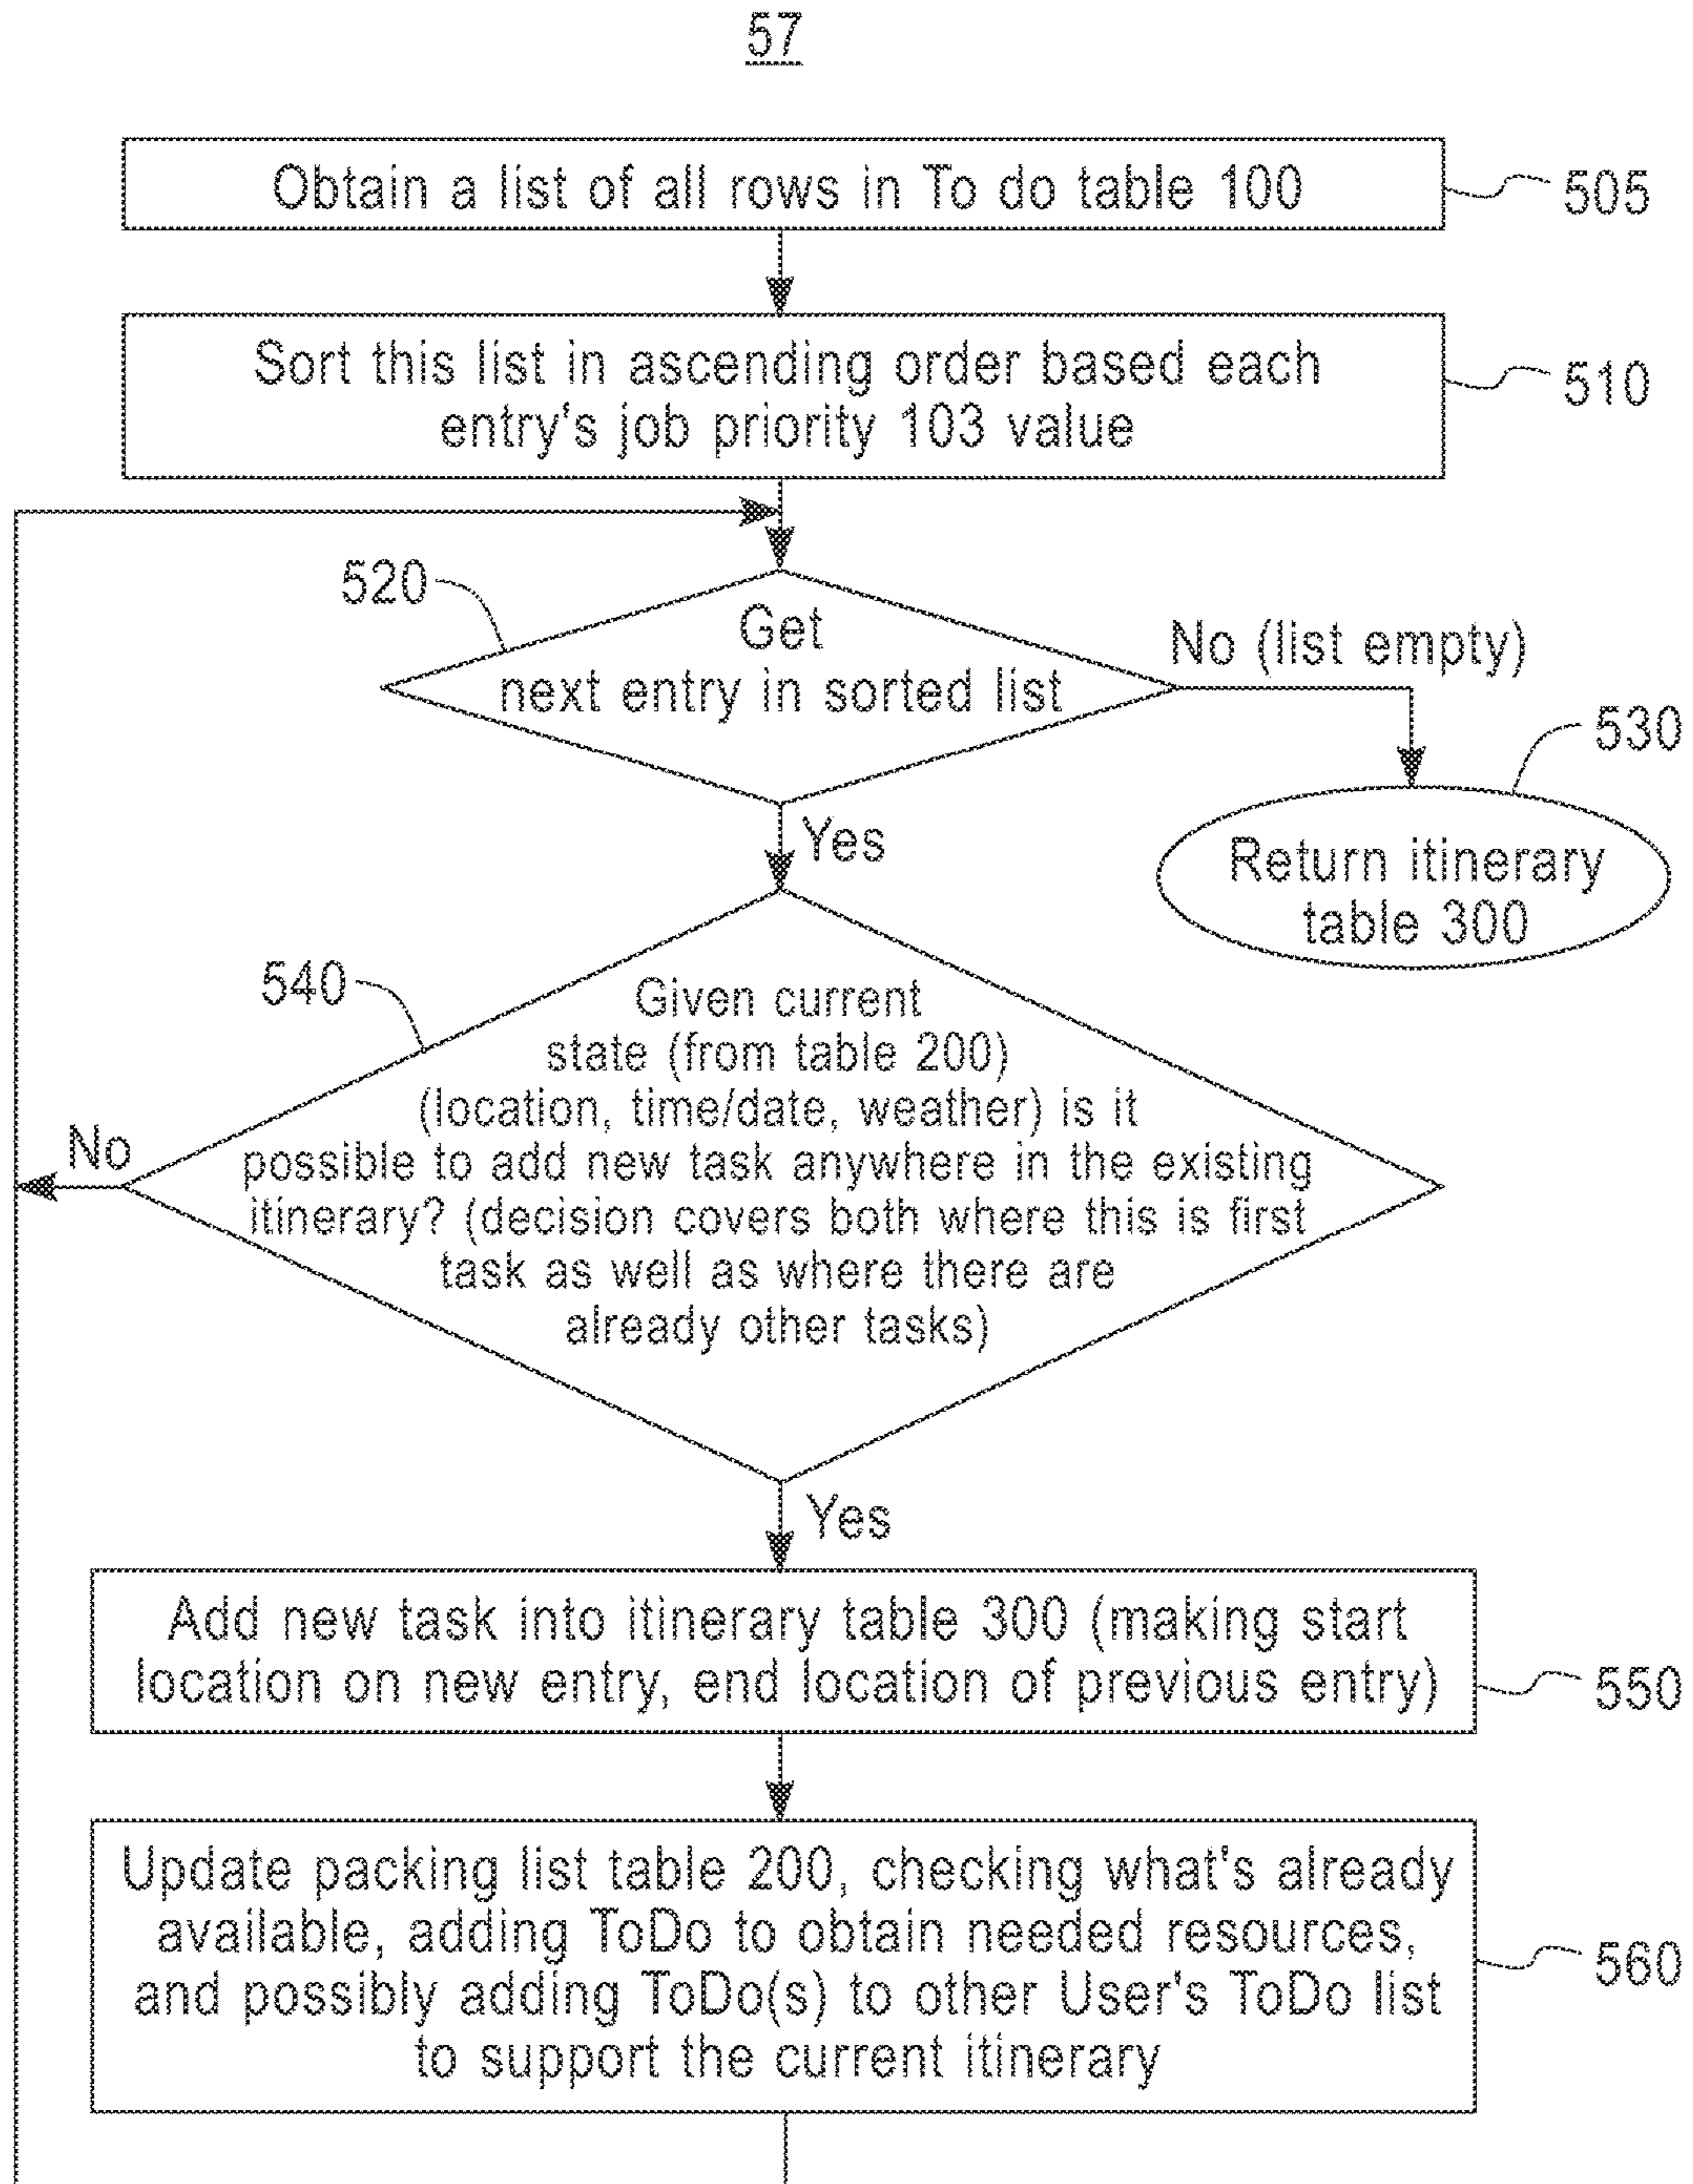 57
Obtain a list of all rows in To do table 100
505
Sort this list in ascending order based each
entry's job priority 103 value
510
520
Get
next entry in sorted list
No (list empty)
530
Yes
Return itinerary
table 300
540
Given current
state (from table 200)
(location, time/date, weather) is it
possible to add new task anywhere in the existing
itinerary? (decision covers both where this is first
task as well as where there are
already other tasks)
No
Yes
Add new task into itinerary table 300 (making start
location on new entry, end location of previous entry)
550
Update packing list table 200, checking what's already
available, adding ToDo to obtain needed resources,
and possibly adding ToDo(s) to other User's ToDo list
to support the current itinerary
560